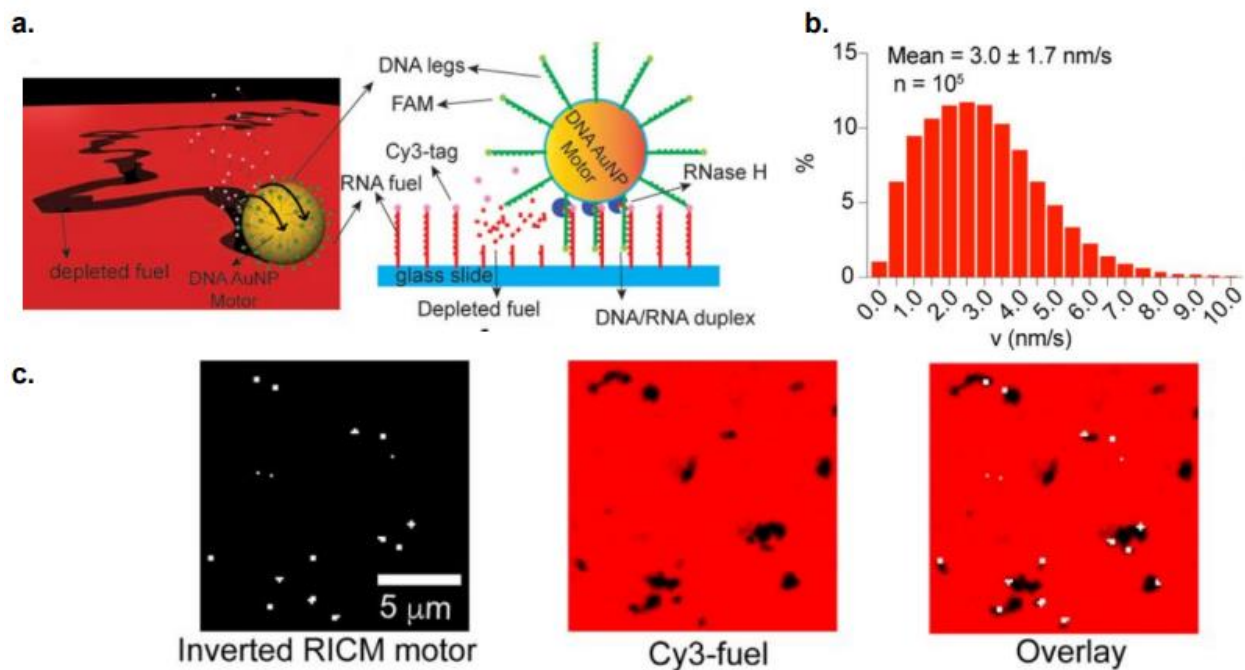 a.
DNA legs
FAM
Cy3-tag
RNA fuel
depleted fuel
DNA AuNP
Motor
DNA AuNP
Motor
RNase H
glass slide
Depleted fuel
DNA/RNA duplex
b.
Mean = 3.0 ± 1.7 nm/s
n = 10⁵
15
10
5
0
%
0.0 1.0 2.0 3.0 4.0 5.0 6.0 7.0 8.0 9.0 10.0
v (nm/s)
c.
5 μm
Inverted RICM motor
Cy3-fuel
Overlay